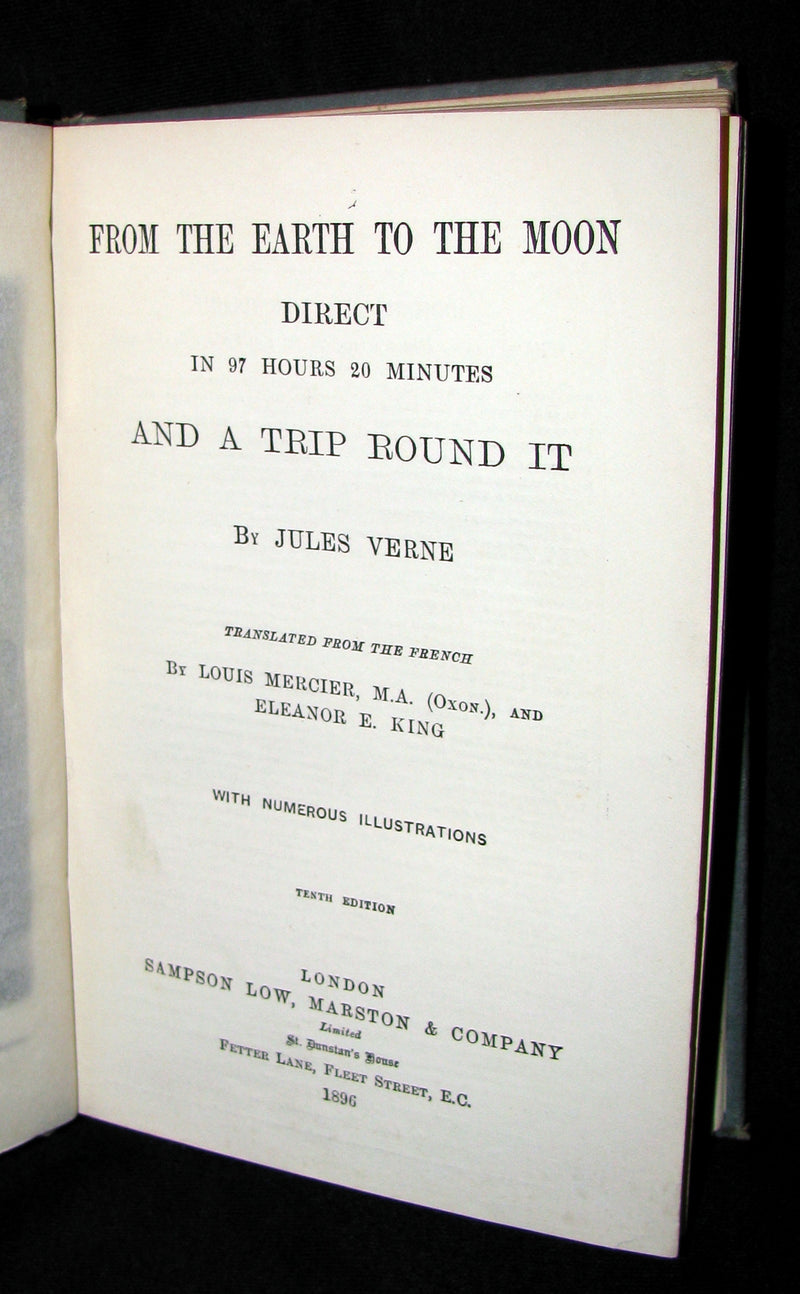 FROM THE EARTH TO THE MOON
DIRECT
IN 97 HOURS 20 MINUTES
AND A TRIP ROUND IT
By JULES VERNE
TRANSLATED FROM THE FRENCH
By LOUIS MERCIER, M.A. (Oxon.), AND
ELEANOR E. KING
WITH NUMEROUS ILLUSTRATIONS
TENTH EDITION
LONDON
SAMPSON LOW, MARSTON & COMPANY
Limited
St. Dunstan's House
Fetter Lane, Fleet Street, E.C.
1896